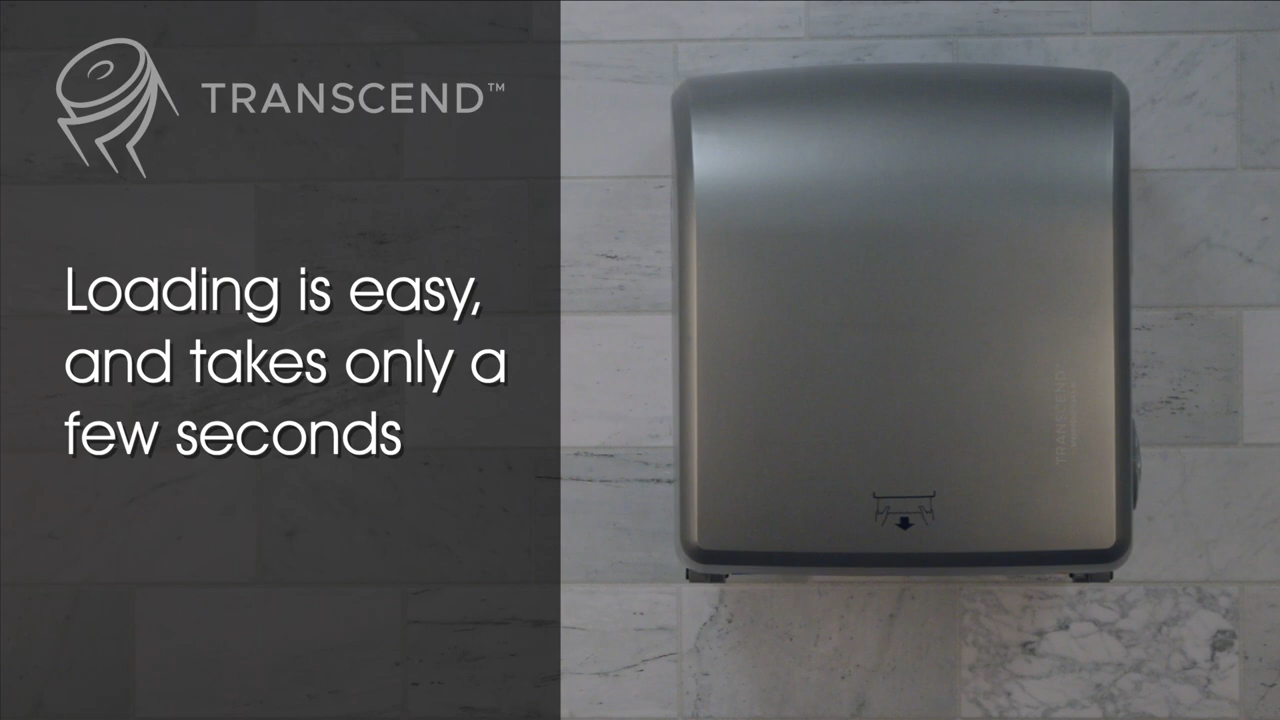 TRANSCEND™
Loading is easy,
and takes only a
few seconds
TRANSCEND